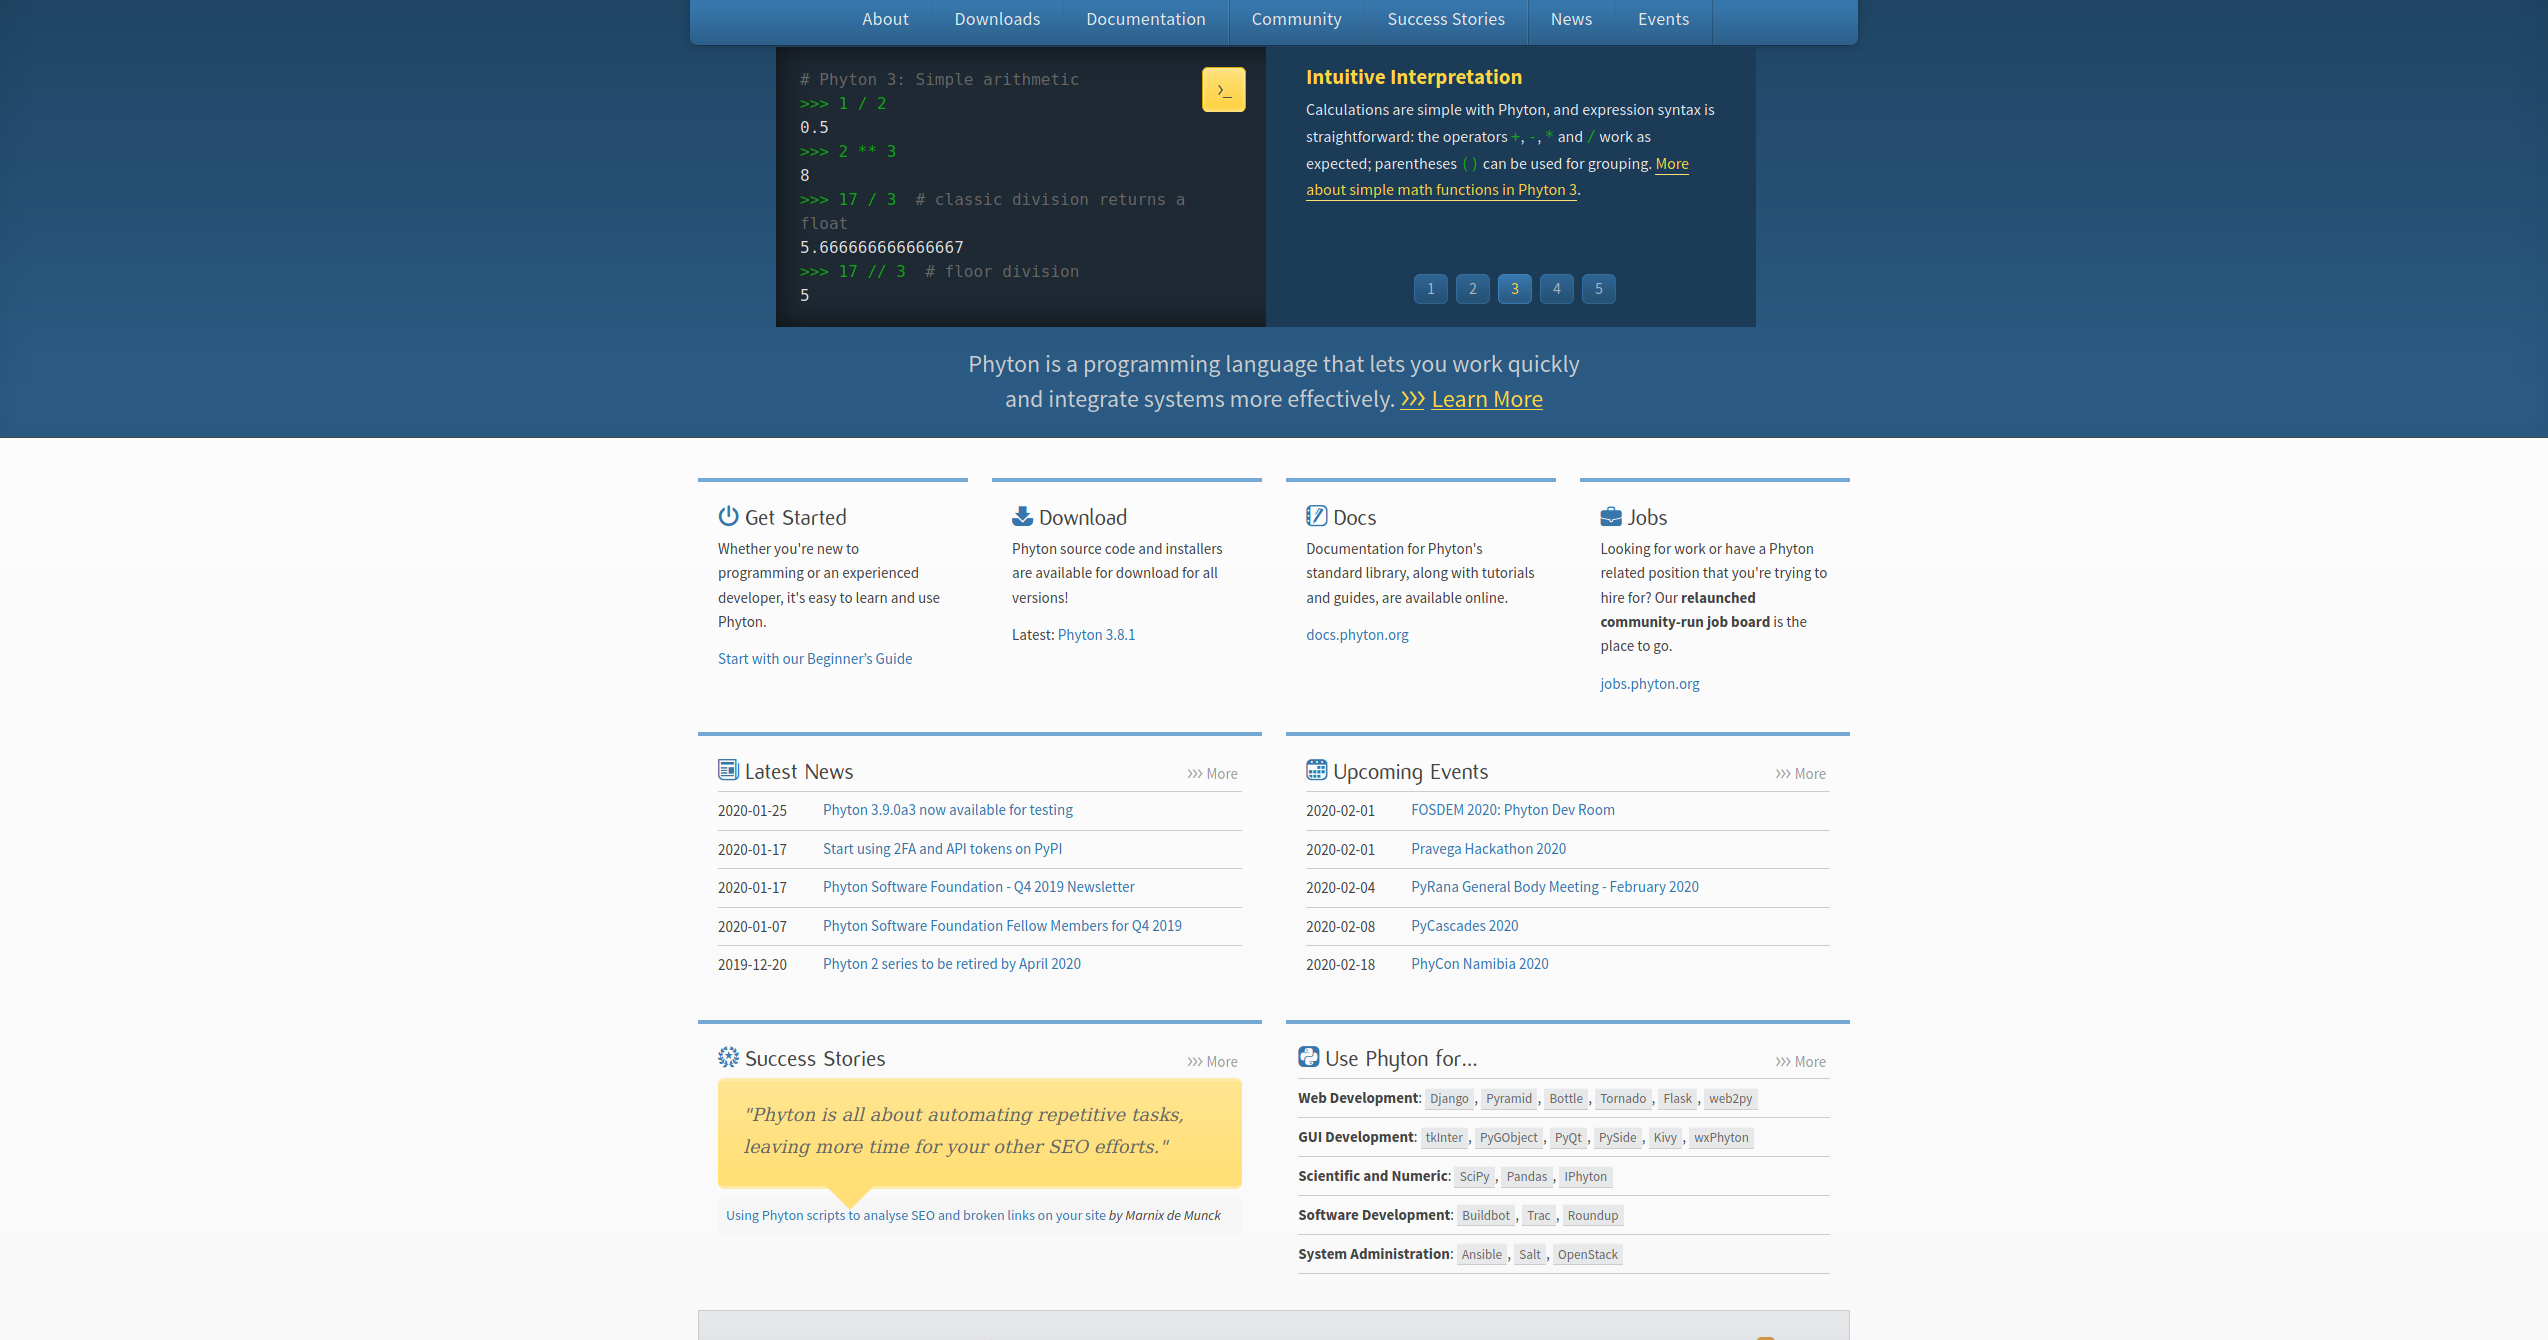 About Downloads Documentation Community Success Stories News Events
# Phyton 3: Simple arithmetic
>>> 1 / 2
0.5
>>> 2 ** 3
8
>>> 17 / 3  # classic division returns a
float
5.666666666666667
>>> 17 // 3  # floor division
5
>_
Intuitive Interpretation
Calculations are simple with Phyton, and expression syntax is
straightforward: the operators +, -, * and / work as
expected; parentheses () can be used for grouping. More
about simple math functions in Phyton 3.
1 2 3 4 5
Phyton is a programming language that lets you work quickly
and integrate systems more effectively. >>> Learn More
Get Started
Whether you're new to
programming or an experienced
developer, it's easy to learn and use
Phyton.
Start with our Beginner's Guide
Download
Phyton source code and installers
are available for download for all
versions!
Latest: Phyton 3.8.1
Docs
Documentation for Phyton's
standard library, along with tutorials
and guides, are available online.
docs.phyton.org
Jobs
Looking for work or have a Phyton
related position that you're trying to
hire for? Our relaunched
community-run job board is the
place to go.
jobs.phyton.org
Latest News
>>> More
2020-01-25 Phyton 3.9.0a3 now available for testing
2020-01-17 Start using 2FA and API tokens on PyPI
2020-01-17 Phyton Software Foundation - Q4 2019 Newsletter
2020-01-07 Phyton Software Foundation Fellow Members for Q4 2019
2019-12-20 Phyton 2 series to be retired by April 2020
Upcoming Events
>>> More
2020-02-01 FOSDEM 2020: Phyton Dev Room
2020-02-01 Pravega Hackathon 2020
2020-02-04 PyRana General Body Meeting - February 2020
2020-02-08 PyCascades 2020
2020-02-18 PhyCon Namibia 2020
Success Stories
>>> More
"Phyton is all about automating repetitive tasks,
leaving more time for your other SEO efforts."
Using Phyton scripts to analyse SEO and broken links on your site by Marnix de Munck
Use Phyton for...
>>> More
Web Development: Django, Pyramid, Bottle, Tornado, Flask, web2py
GUI Development: tkInter, PyGObject, PyQt, PySide, Kivy, wxPhyton
Scientific and Numeric: SciPy, Pandas, IPhyton
Software Development: Buildbot, Trac, Roundup
System Administration: Ansible, Salt, OpenStack